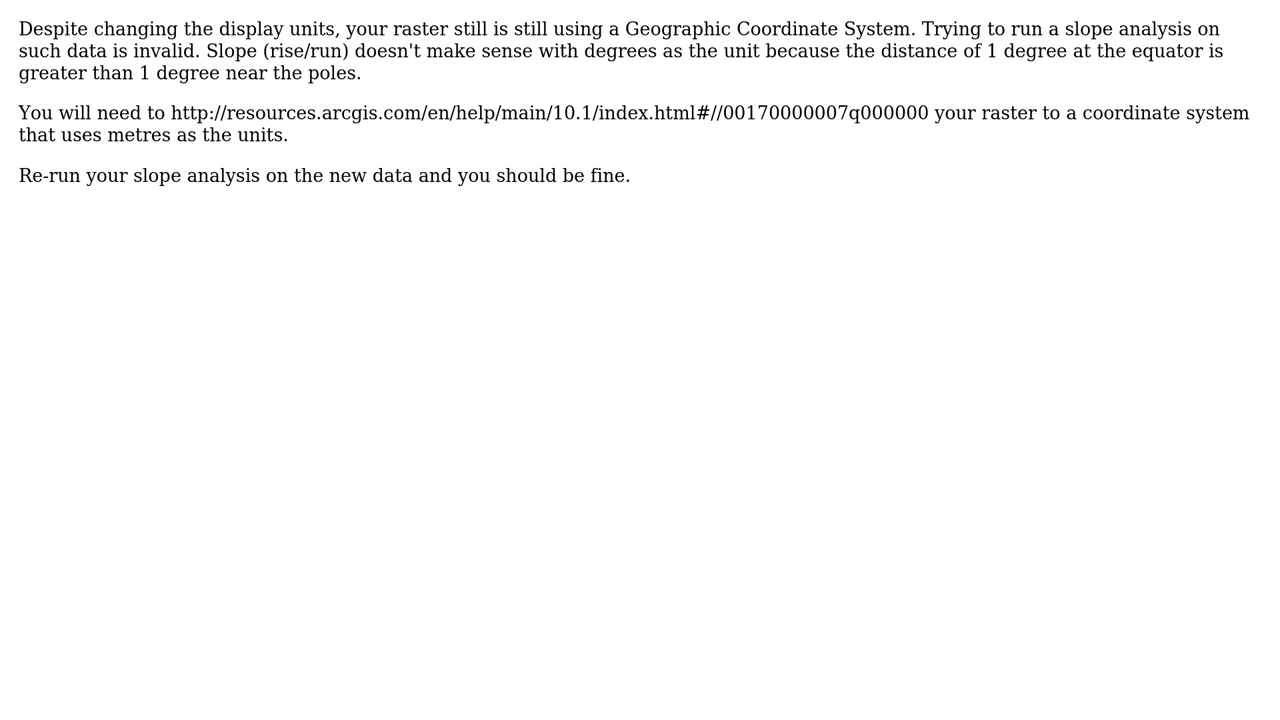 Despite changing the display units, your raster still is still using a Geographic Coordinate System. Trying to run a slope analysis on
such data is invalid. Slope (rise/run) doesn't make sense with degrees as the unit because the distance of 1 degree at the equator is
greater than 1 degree near the poles.
You will need to http://resources.arcgis.com/en/help/main/10.1/index.html#//00170000007q000000 your raster to a coordinate system
that uses metres as the units.
Re-run your slope analysis on the new data and you should be fine.